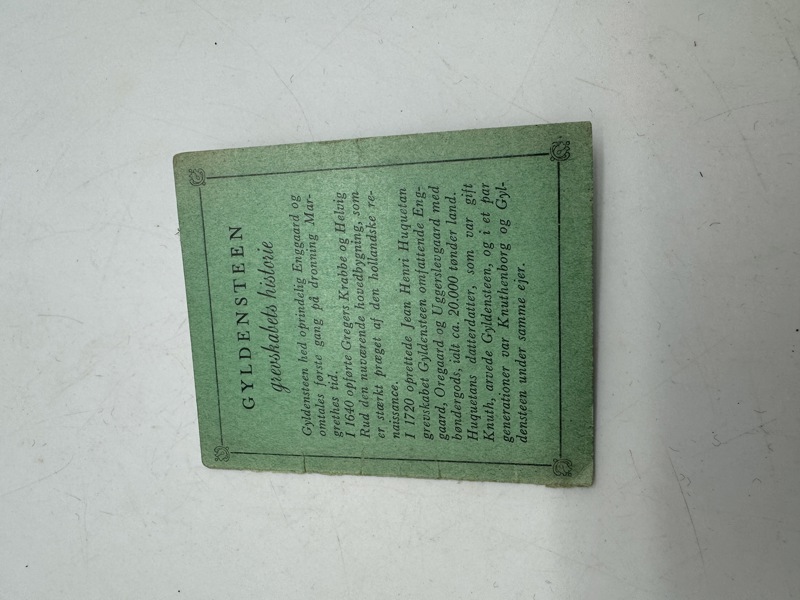 GYLDENSTEEN
grevskabets historie
Gyldensteen hed oprindelig Enggaard og
omtales første gang på dronning Mar-
grethes tid.
I 1640 opførte Gregers Krabbe og Helvig
Rud den nuværende hovedbygning, som
er stærkt præget af den hollandske re-
naissance.
I 1720 oprettede Jean Henri Huquetan
grevskabet Gyldensteen omfattende Eng-
gaard, Oregaard og Uggerslevgaard med
bøndergods, ialt ca. 20.000 tønder land.
Huquetans datterdatter, som var gift
Knuth, arvede Gyldensteen, og i et par
generationer var Knuthenborg og Gyl-
densteen under samme ejer.